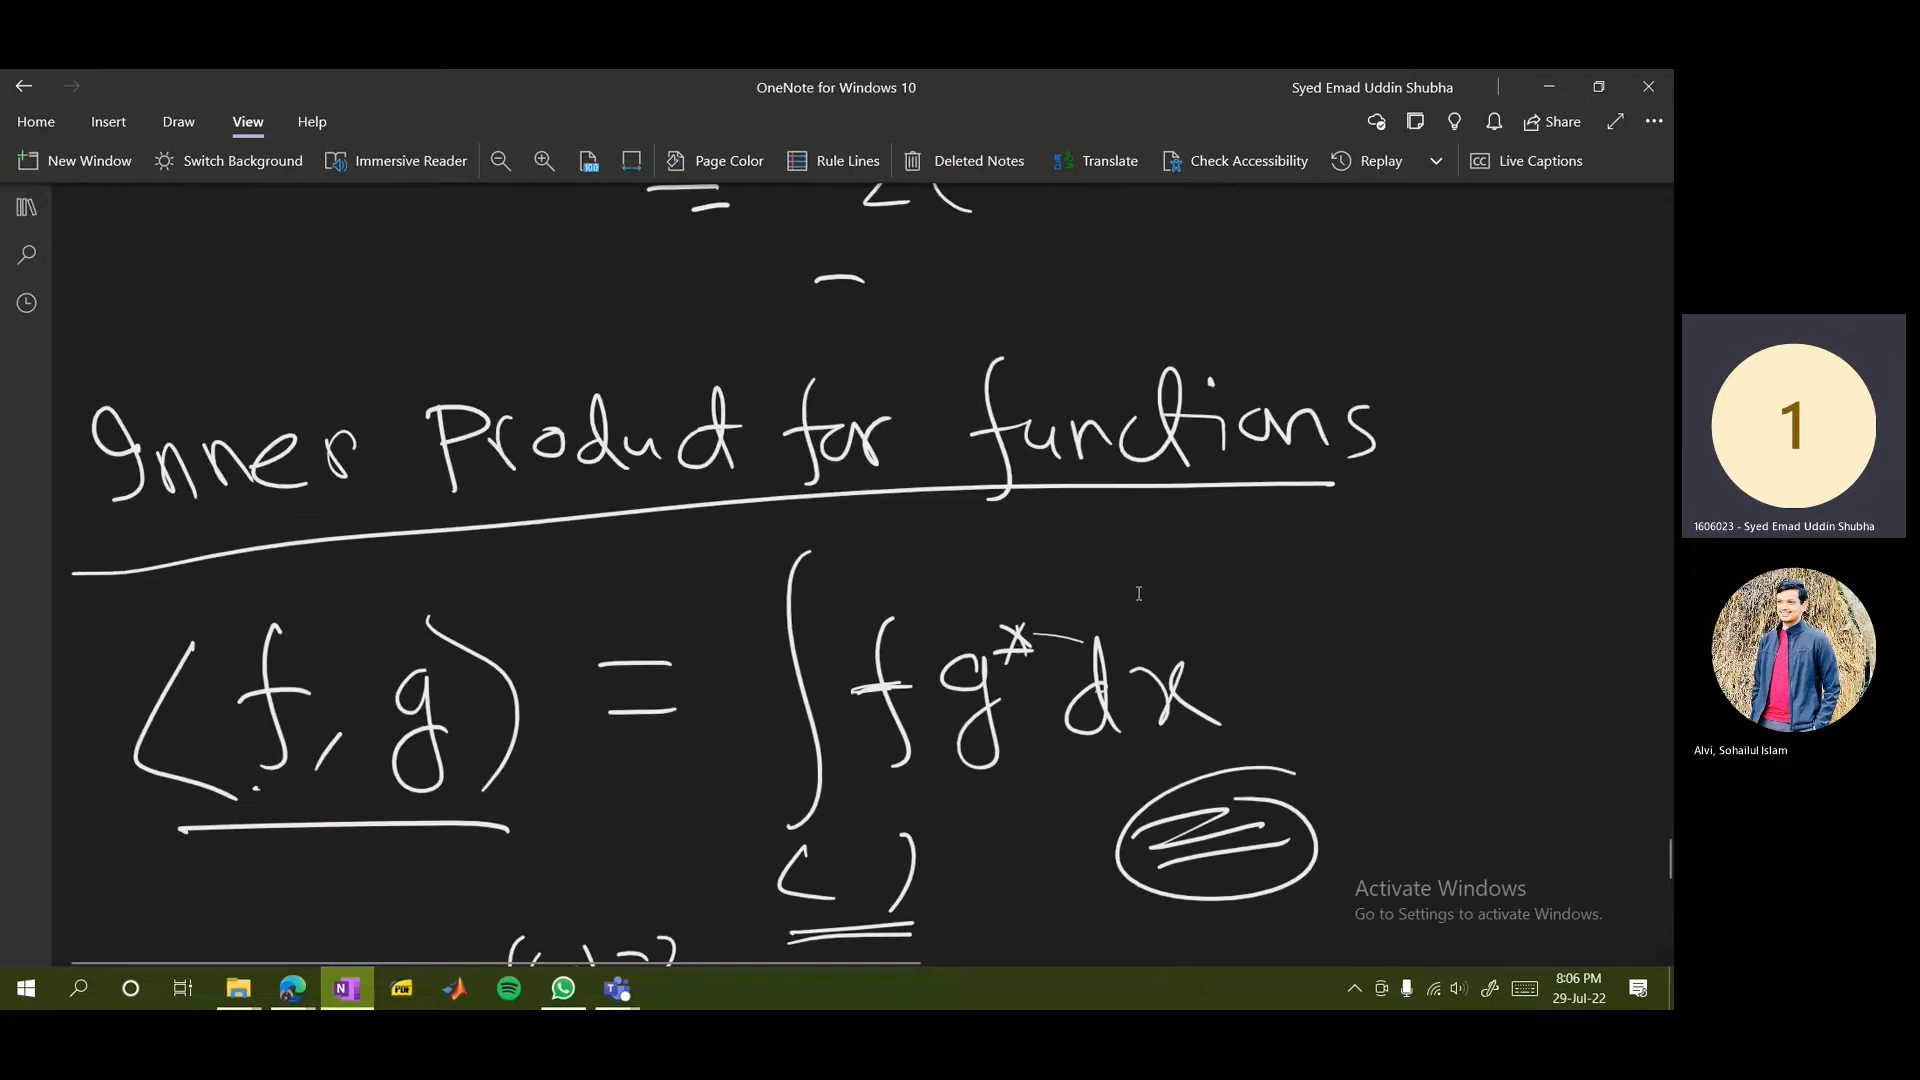 OneNote for Windows 10
Syed Emad Uddin Shubha
Home Insert Draw View Help
Share
New Window Switch Background Immersive Reader 100 Page Color Rule Lines Deleted Notes Translate Check Accessibility Replay CC Live Captions
Inner Product for functions
⟨f, g⟩ = ∫ f g* dx
⟨ ⟩
1
1606023 - Syed Emad Uddin Shubha
Alvi, Sohailul Islam
Activate Windows
Go to Settings to activate Windows.
PDF
8:06 PM
29-Jul-22